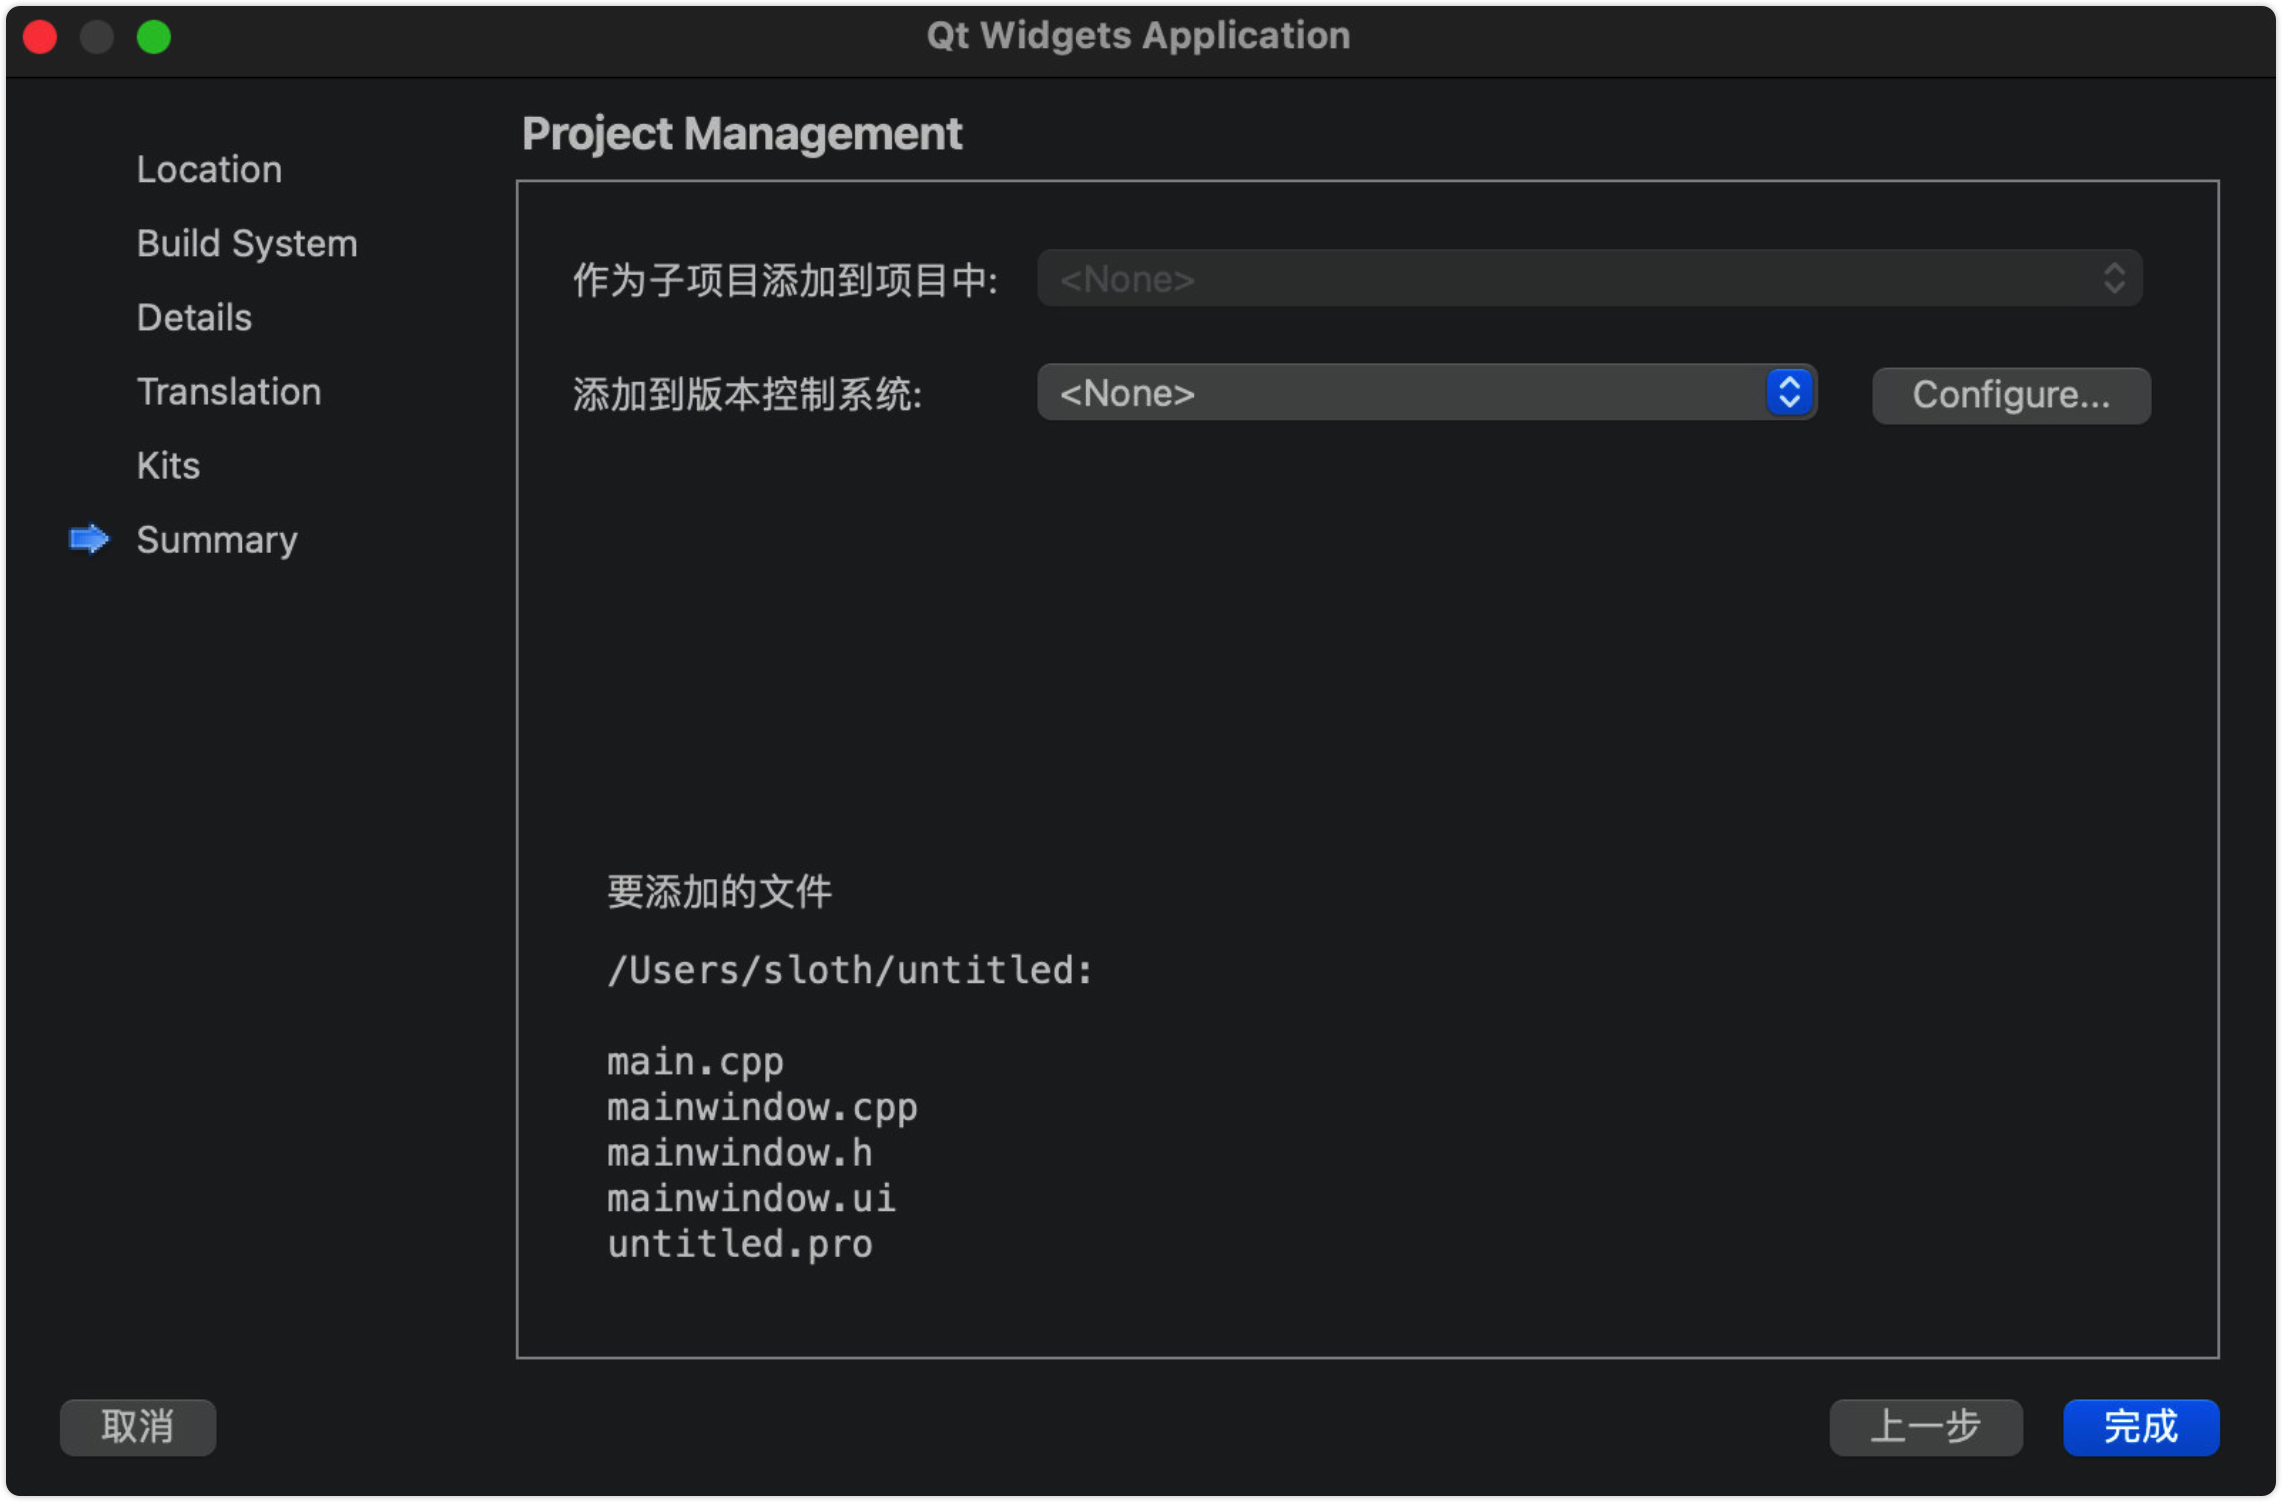 Qt Widgets Application
Location
Build System
Details
Translation
Kits
Summary
Project Management
作为子项目添加到项目中: <None>
添加到版本控制系统: <None> Configure...
要添加的文件
/Users/sloth/untitled:
main.cpp
mainwindow.cpp
mainwindow.h
mainwindow.ui
untitled.pro
取消 上一步 完成